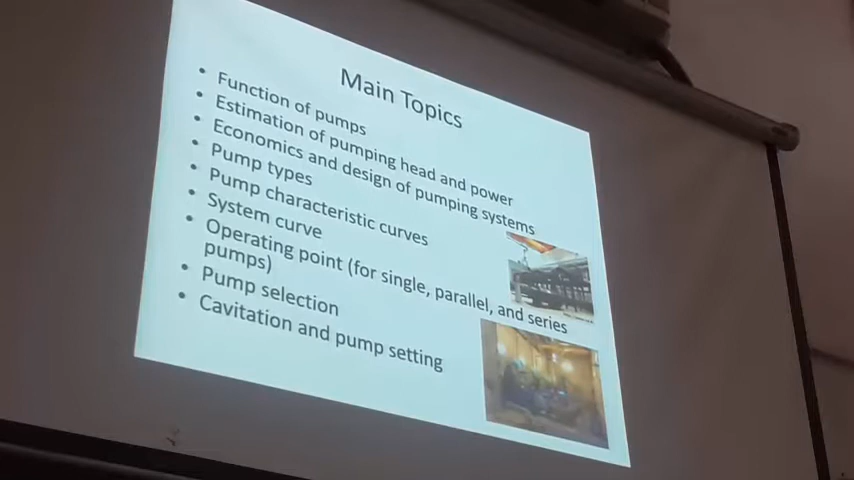 Main Topics
• Function of pumps
• Estimation of pumping head and power
• Economics and design of pumping systems
• Pump types
• Pump characteristic curves
• System curve
• Operating point (for single, parallel, and series
pumps)
• Pump selection
• Cavitation and pump setting